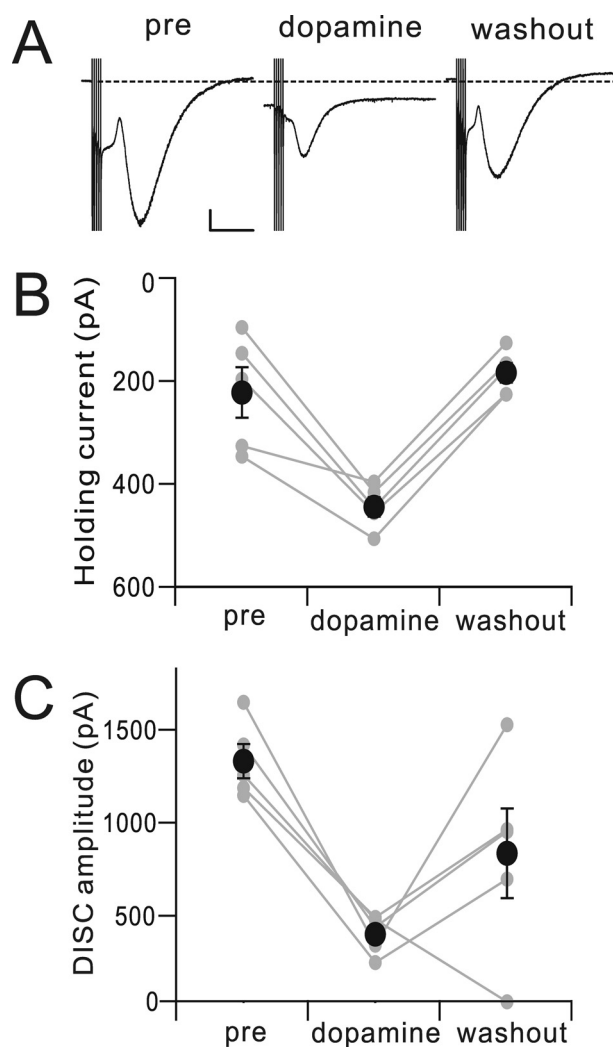 A
pre dopamine washout
B
Holding current (pA)
0
200
400
600
pre dopamine washout
C
DISC amplitude (pA)
1500
1000
500
0
pre dopamine washout